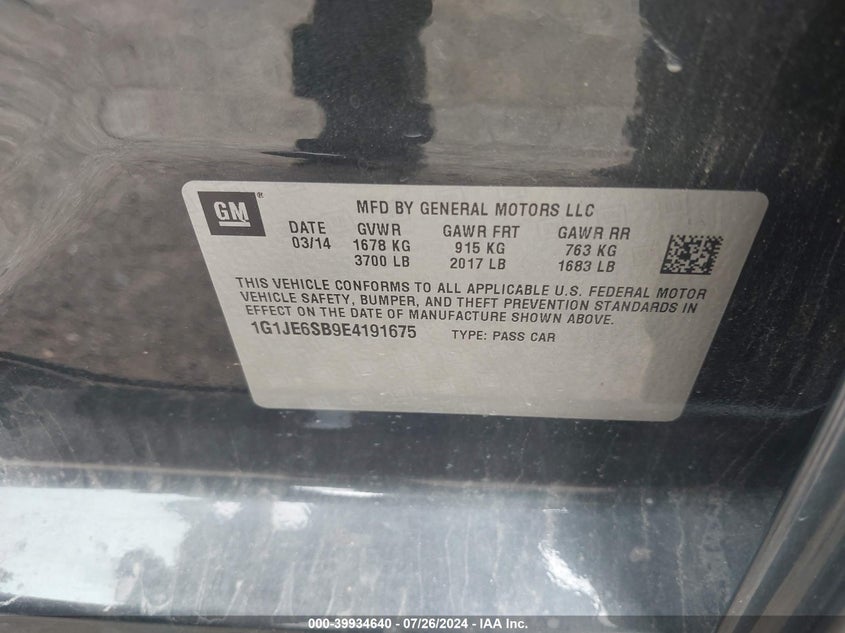 GM®
MFD BY GENERAL MOTORS LLC
DATE GVWR GAWR FRT GAWR RR
03/14 1678 KG 915 KG 763 KG
3700 LB 2017 LB 1683 LB
THIS VEHICLE CONFORMS TO ALL APPLICABLE U.S. FEDERAL MOTOR
VEHICLE SAFETY, BUMPER, AND THEFT PREVENTION STANDARDS IN
EFFECT ON THE DATE OF MANUFACTURE SHOWN ABOVE.
1G1JE6SB9E4191675 TYPE: PASS CAR
000-39934640 - 07/26/2024 - IAA Inc.